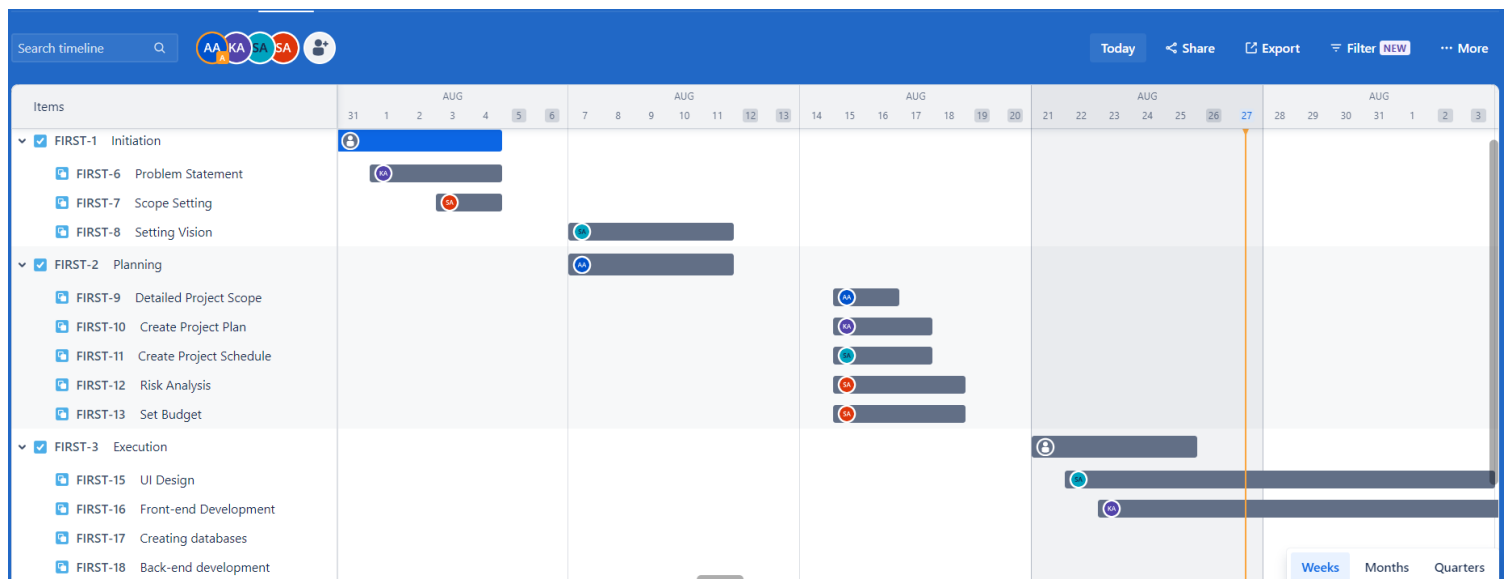 Search timeline AA A KA SA SA Today Share Export Filter NEW ··· More
Items
AUG AUG AUG AUG AUG
31 1 2 3 4 5 6 7 8 9 10 11 12 13 14 15 16 17 18 19 20 21 22 23 24 25 26 27 28 29 30 31 1 2 3
FIRST-1 Initiation
FIRST-6 Problem Statement KA
FIRST-7 Scope Setting SA
FIRST-8 Setting Vision SA
FIRST-2 Planning AA
FIRST-9 Detailed Project Scope AA
FIRST-10 Create Project Plan KA
FIRST-11 Create Project Schedule SA
FIRST-12 Risk Analysis SA
FIRST-13 Set Budget SA
FIRST-3 Execution
FIRST-15 UI Design SA
FIRST-16 Front-end Development KA
FIRST-17 Creating databases
FIRST-18 Back-end development
Weeks Months Quarters